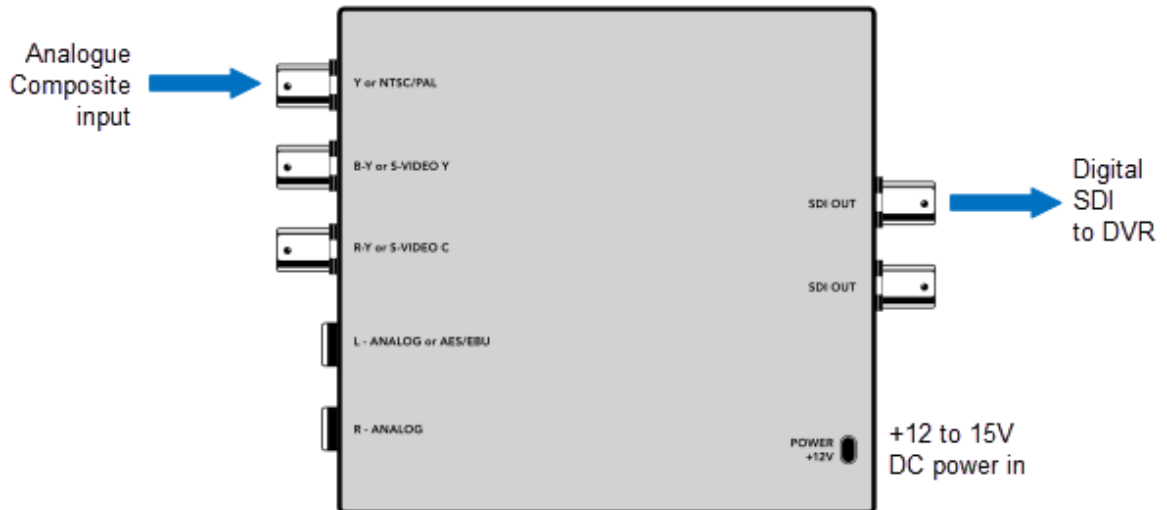 Analogue
Composite
input
Y or NTSC/PAL
B-Y or S-VIDEO Y
R-Y or S-VIDEO C
L - ANALOG or AES/EBU
R - ANALOG
SDI OUT
SDI OUT
Digital
SDI
to DVR
POWER
+12V
+12 to 15V
DC power in